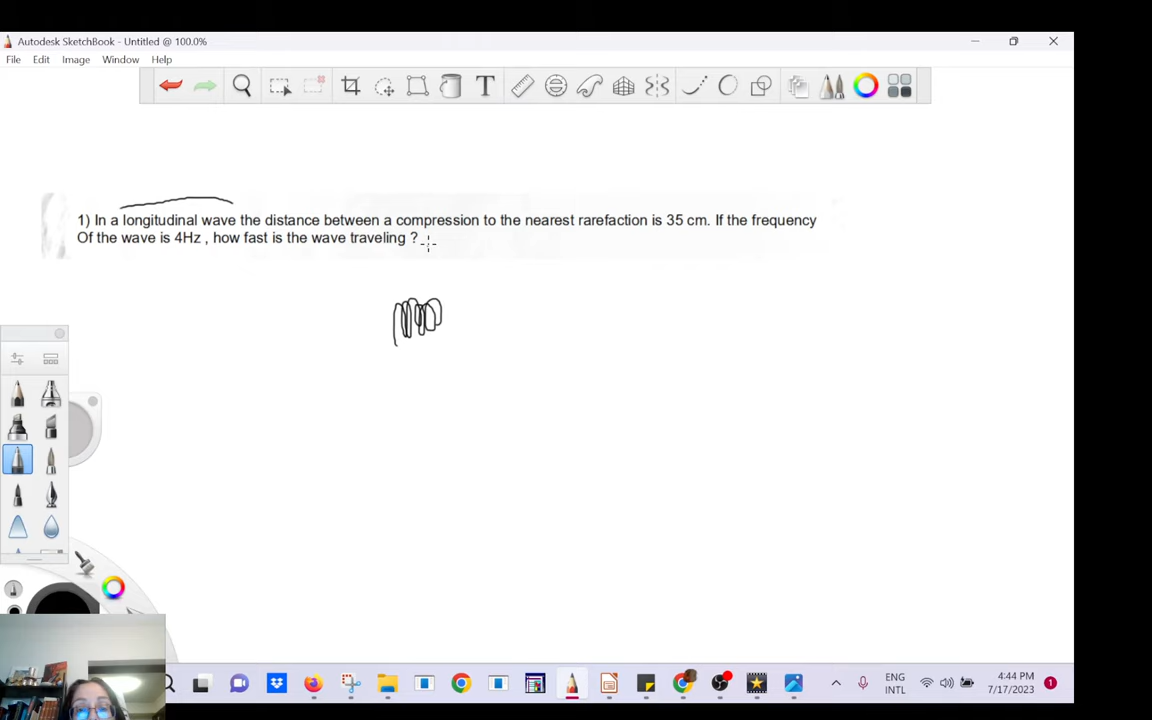 Autodesk SketchBook - Untitled @ 100.0%
File Edit Image Window Help
T
1) In a longitudinal wave the distance between a compression to the nearest rarefaction is 35 cm. If the frequency
Of the wave is 4Hz , how fast is the wave traveling ?
ENG
INTL
4:44 PM
7/17/2023
1